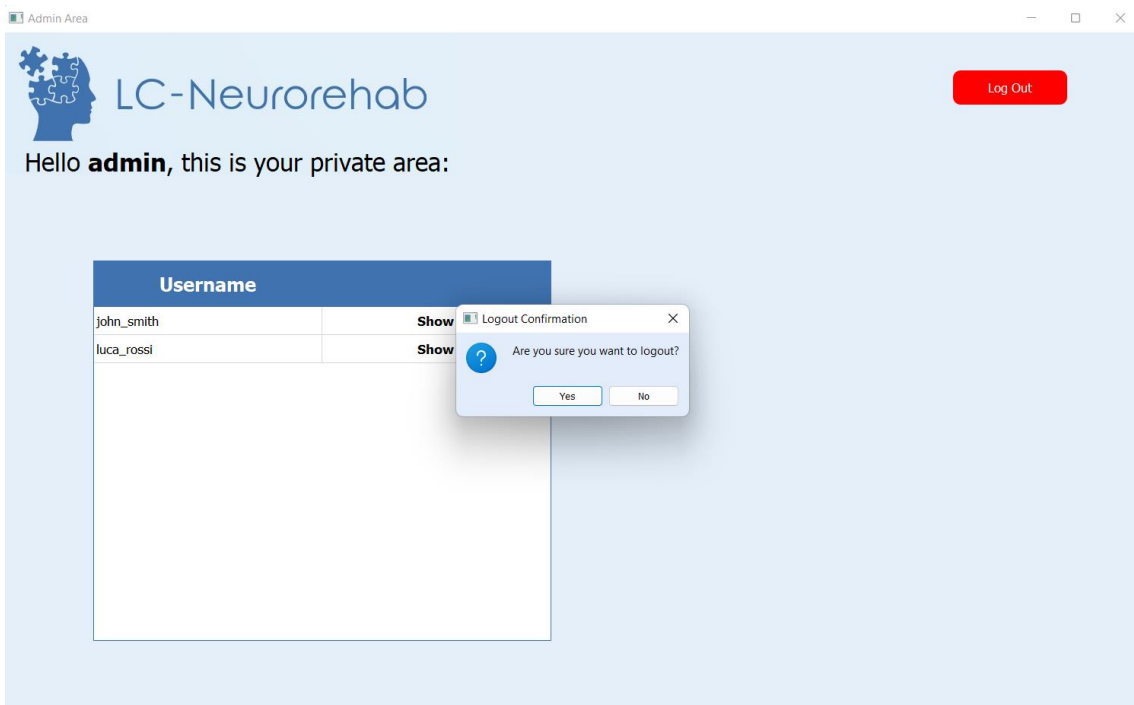 Admin Area
LC-Neurorehab
Log Out
Hello admin, this is your private area:
Username
john_smith Show
luca_rossi Show
Logout Confirmation
Are you sure you want to logout?
Yes No